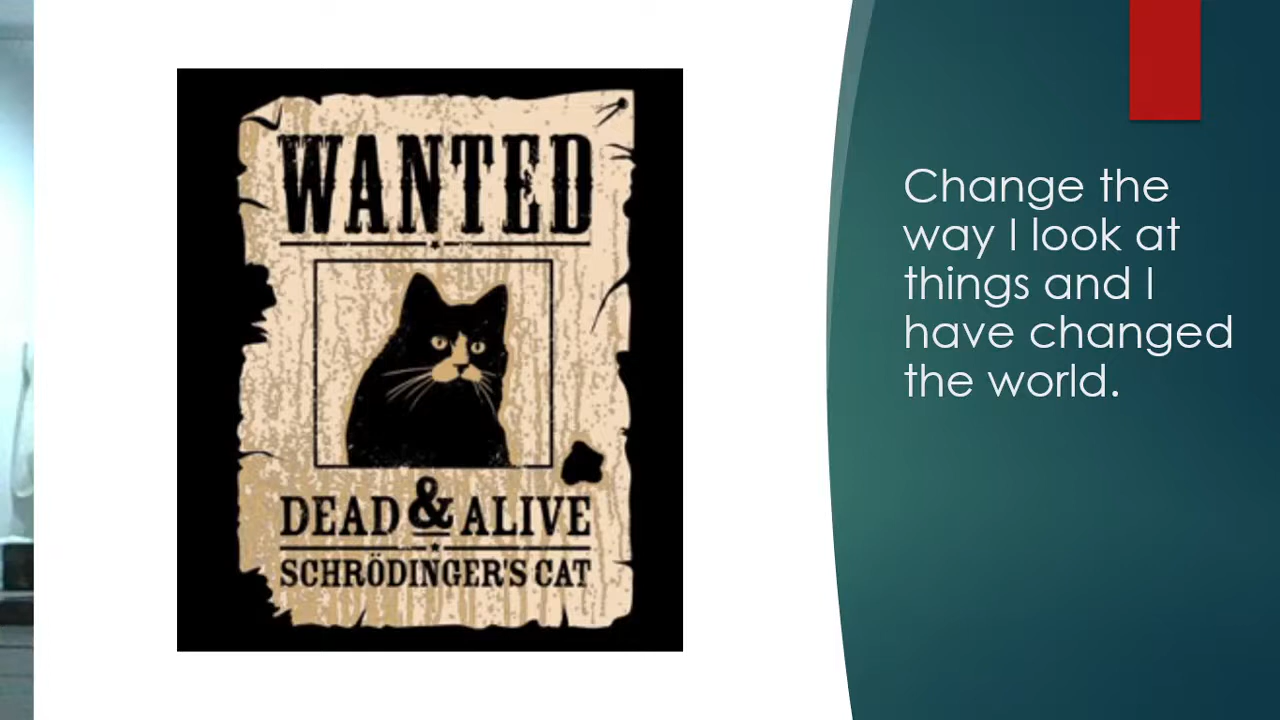 WANTED
DEAD & ALIVE
SCHRÖDINGER'S CAT
Change the
way I look at
things and I
have changed
the world.